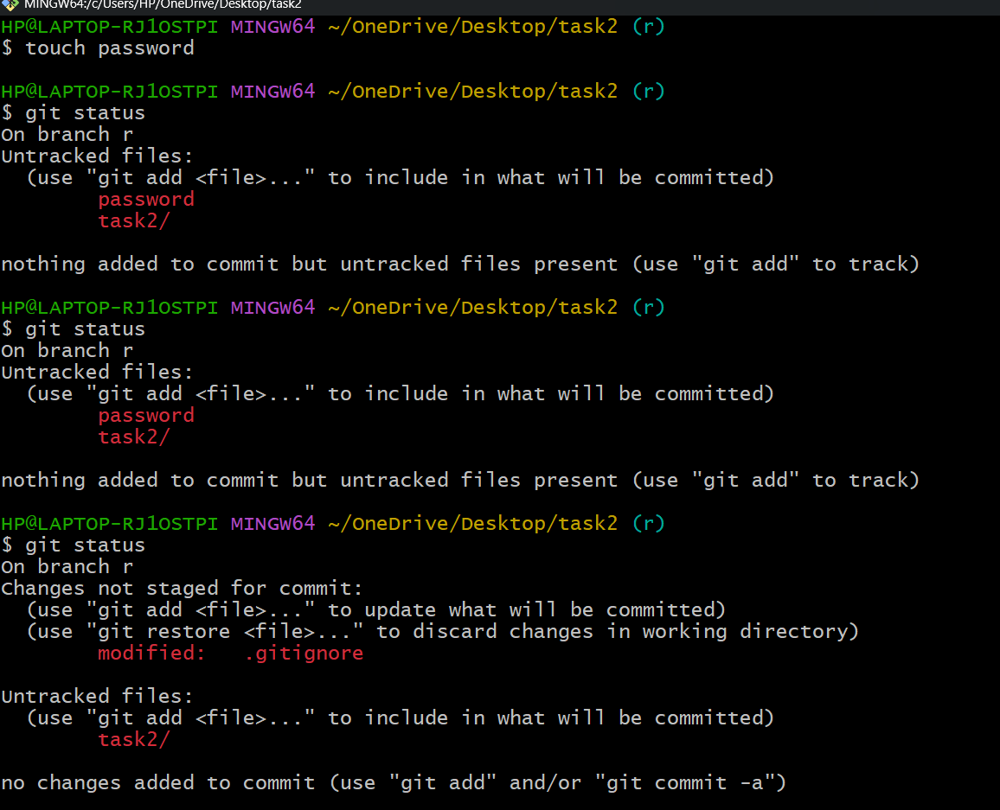 MINGW64:/c/Users/HP/OneDrive/Desktop/task2
HP@LAPTOP-RJ1OSTPI MINGW64 ~/OneDrive/Desktop/task2 (r)
$ touch password
HP@LAPTOP-RJ1OSTPI MINGW64 ~/OneDrive/Desktop/task2 (r)
$ git status
On branch r
Untracked files:
  (use "git add <file>..." to include in what will be committed)
        password
        task2/
nothing added to commit but untracked files present (use "git add" to track)
HP@LAPTOP-RJ1OSTPI MINGW64 ~/OneDrive/Desktop/task2 (r)
$ git status
On branch r
Untracked files:
  (use "git add <file>..." to include in what will be committed)
        password
        task2/
nothing added to commit but untracked files present (use "git add" to track)
HP@LAPTOP-RJ1OSTPI MINGW64 ~/OneDrive/Desktop/task2 (r)
$ git status
On branch r
Changes not staged for commit:
  (use "git add <file>..." to update what will be committed)
  (use "git restore <file>..." to discard changes in working directory)
        modified:   .gitignore
Untracked files:
  (use "git add <file>..." to include in what will be committed)
        task2/
no changes added to commit (use "git add" and/or "git commit -a")